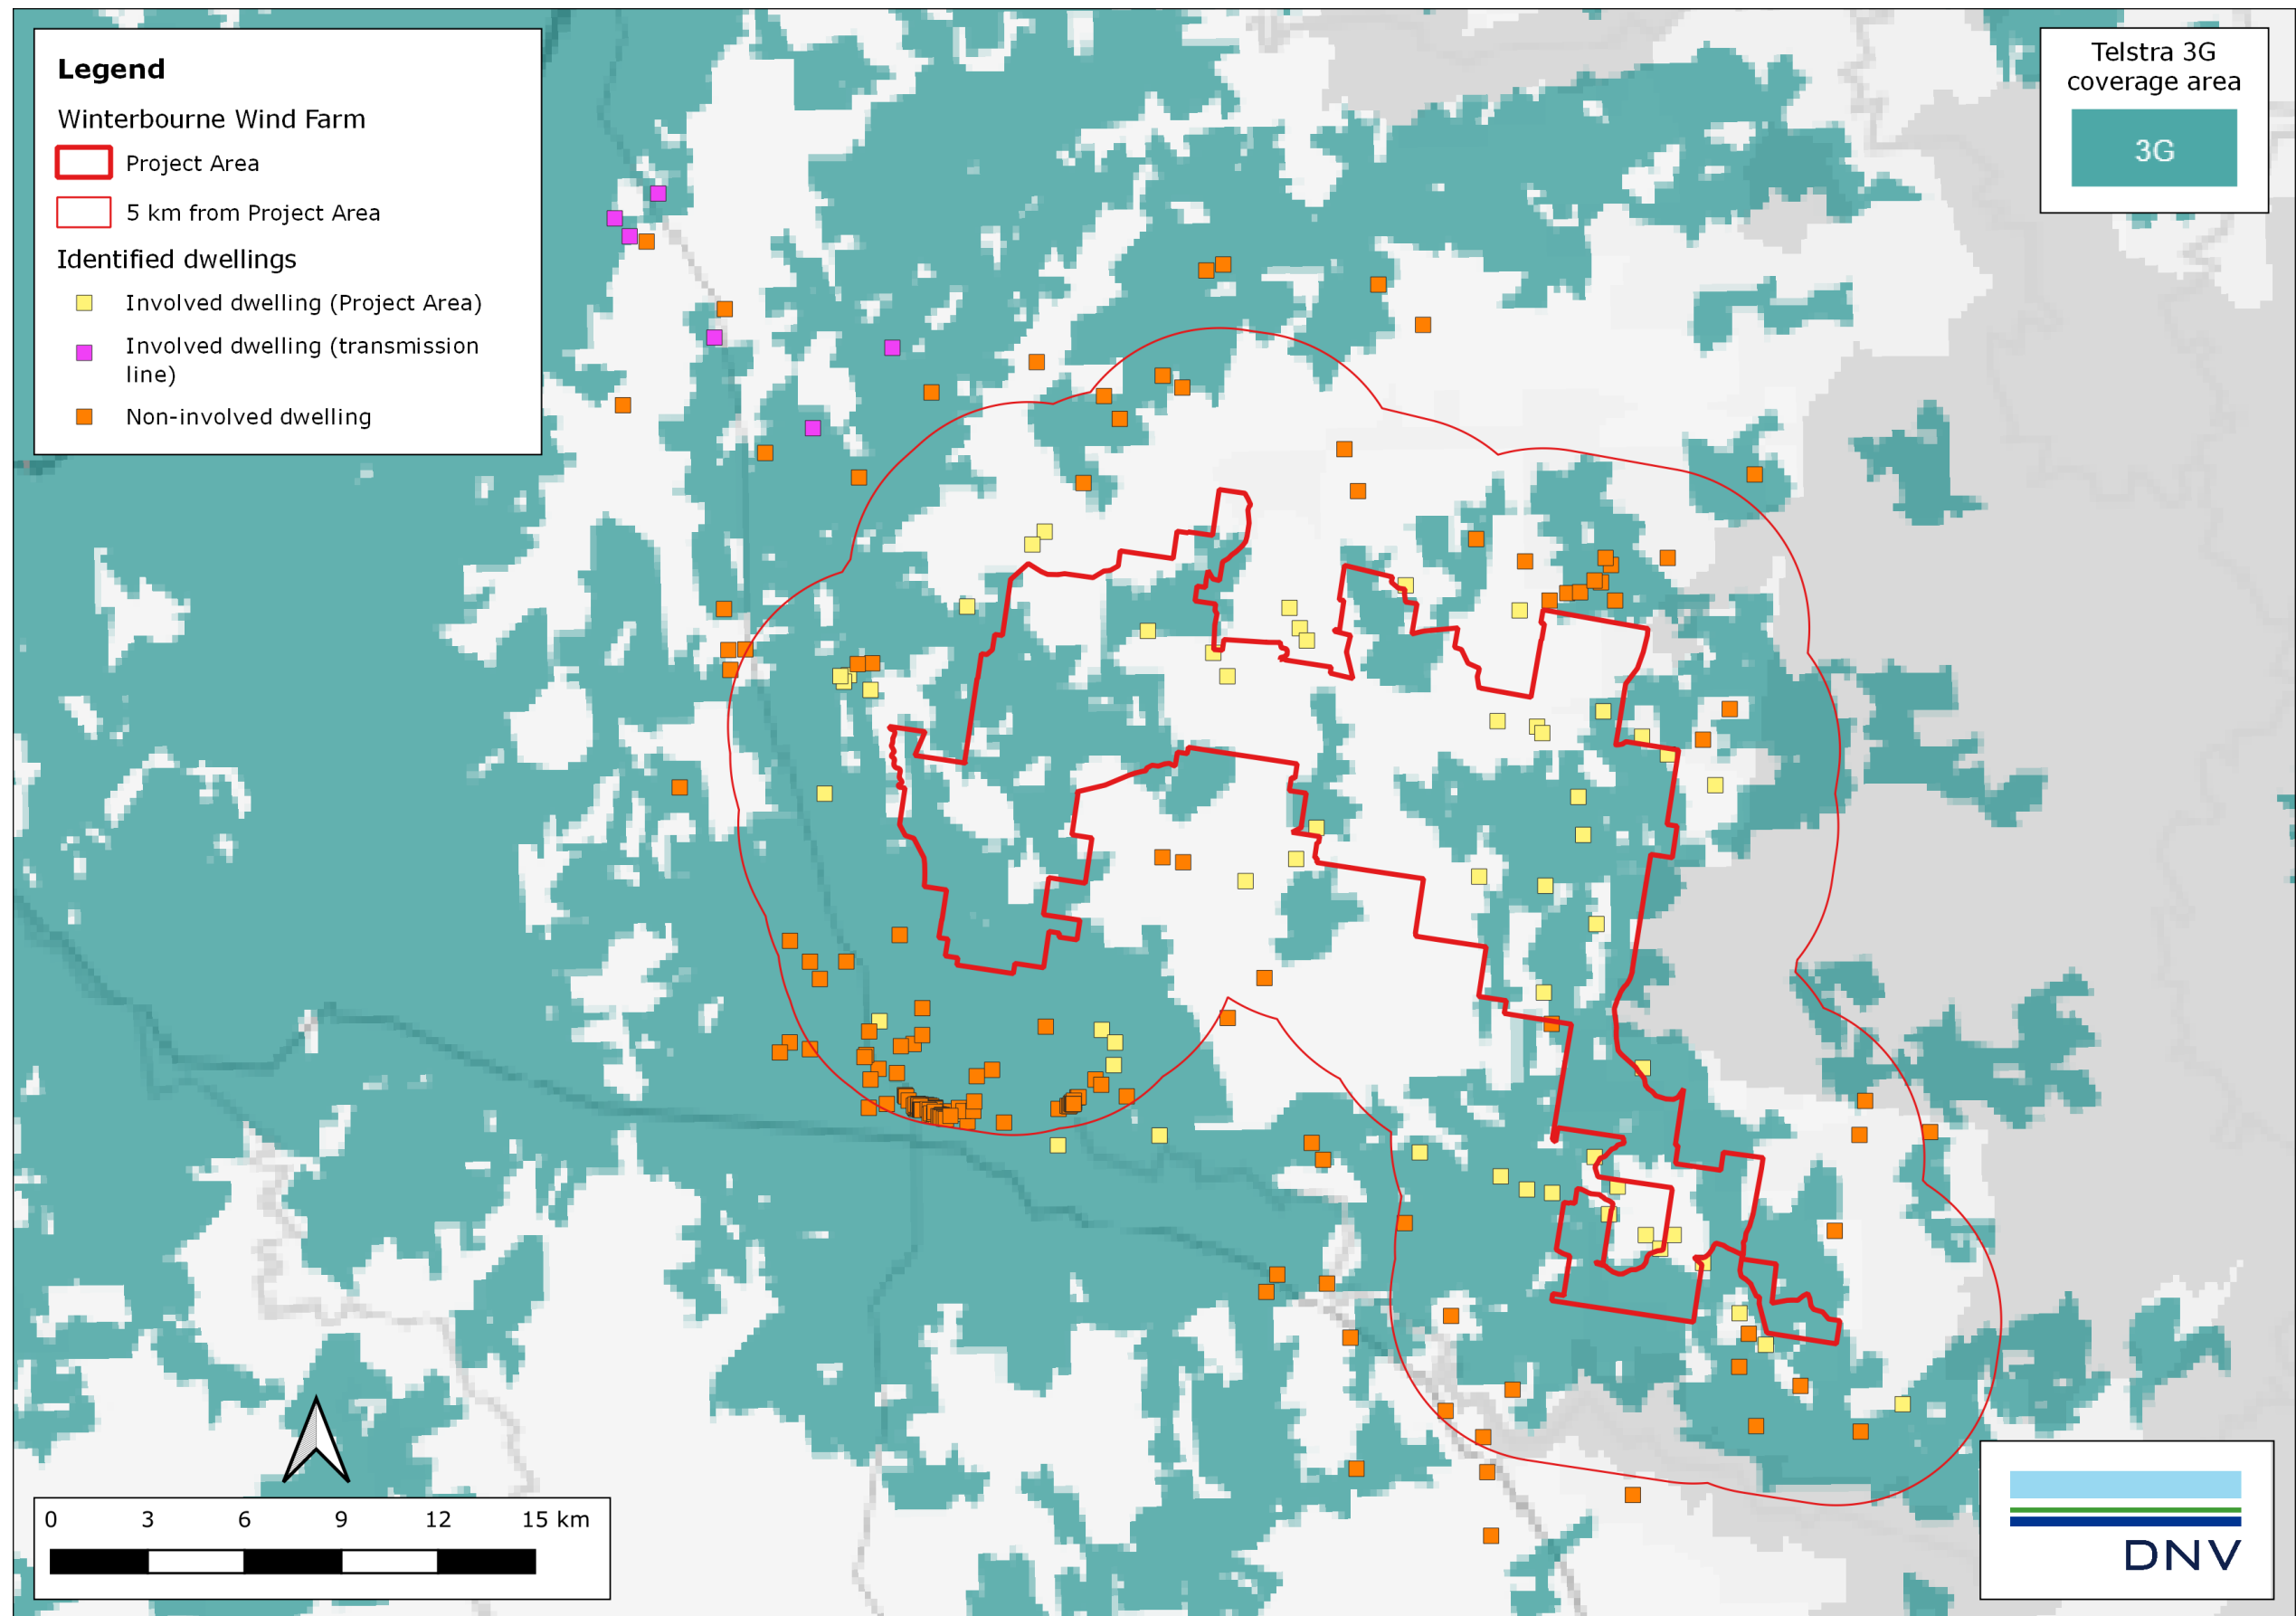 Legend
Winterbourne Wind Farm
Project Area
5 km from Project Area
Identified dwellings
Involved dwelling (Project Area)
Involved dwelling (transmission
line)
Non-involved dwelling
Telstra 3G
coverage area
3G
0 3 6 9 12 15 km
DNV